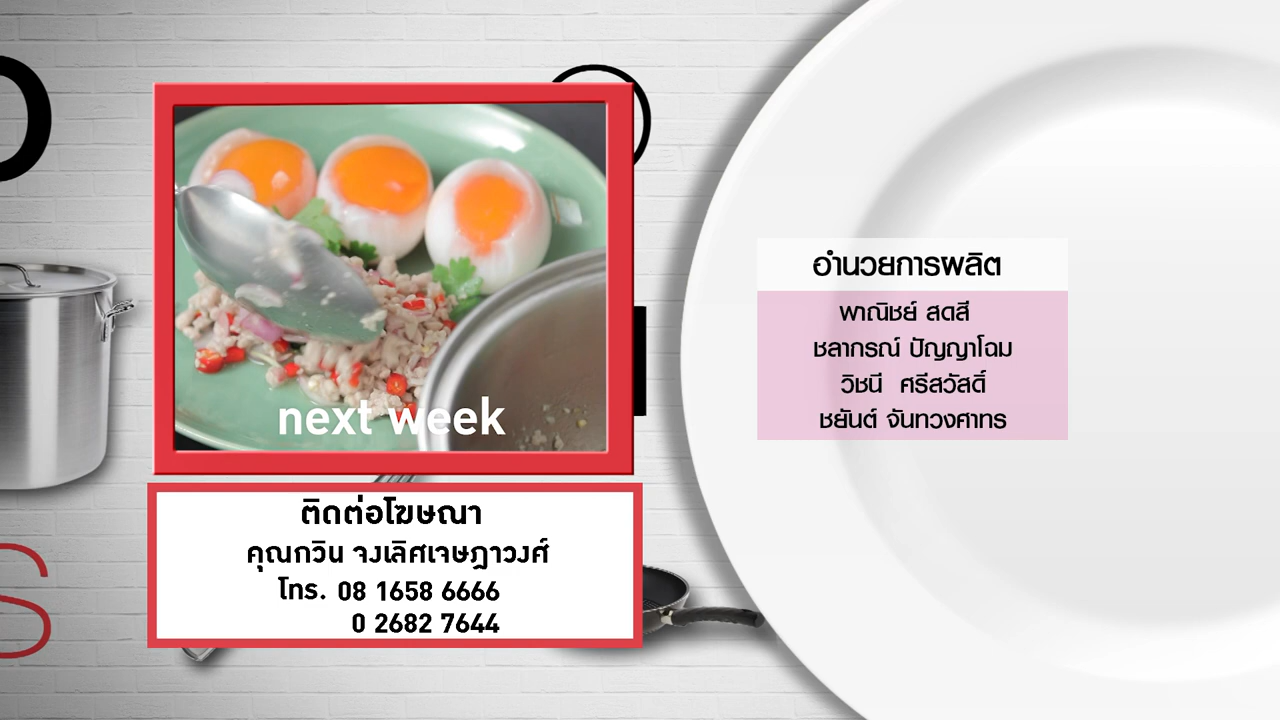 next week
ติดต่อโฆษณา
คุณกวิน จงเลิศเจษฎาวงศ์
โทร. 08 1658 6666
0 2682 7644
อำนวยการผลิต
พาณิชย์ สดสี
ชลากรณ์ ปัญญาโฉม
วิชนี ศรีสวัสดิ์
ชยันต์ จันทวงศาทร